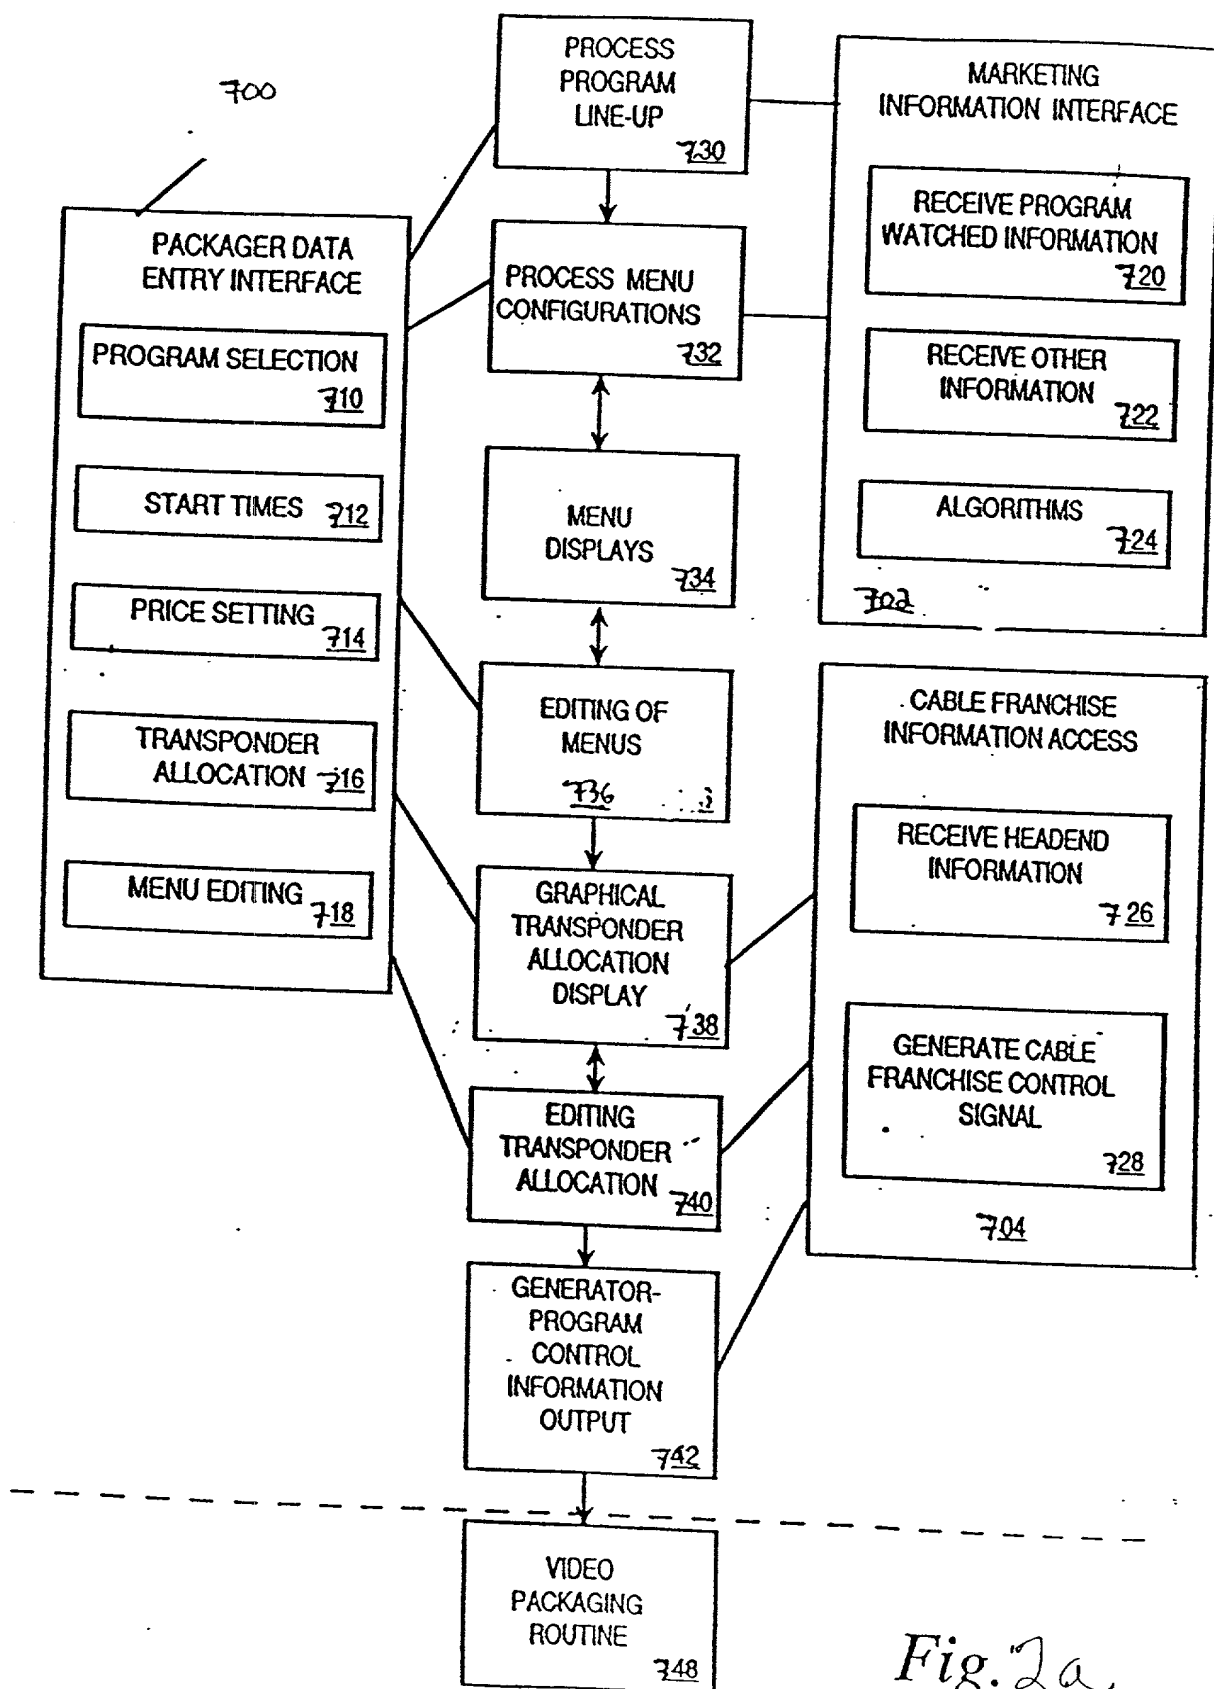 700
PROCESS
PROGRAM
LINE-UP
730
MARKETING
INFORMATION INTERFACE
RECEIVE PROGRAM
WATCHED INFORMATION
720
RECEIVE OTHER
INFORMATION
722
ALGORITHMS
724
702
PACKAGER DATA
ENTRY INTERFACE
PROGRAM SELECTION
710
START TIMES 712
PRICE SETTING
714
TRANSPONDER
ALLOCATION 716
MENU EDITING
718
PROCESS MENU
CONFIGURATIONS
732
MENU
DISPLAYS
734
EDITING OF
MENUS
736
GRAPHICAL
TRANSPONDER
ALLOCATION
DISPLAY
738
EDITING
TRANSPONDER
ALLOCATION 740
GENERATOR-
PROGRAM
CONTROL
INFORMATION
OUTPUT
742
CABLE FRANCHISE
INFORMATION ACCESS
RECEIVE HEADEND
INFORMATION
726
GENERATE CABLE
FRANCHISE CONTROL
SIGNAL
728
704
VIDEO
PACKAGING
ROUTINE
748
Fig. 2a